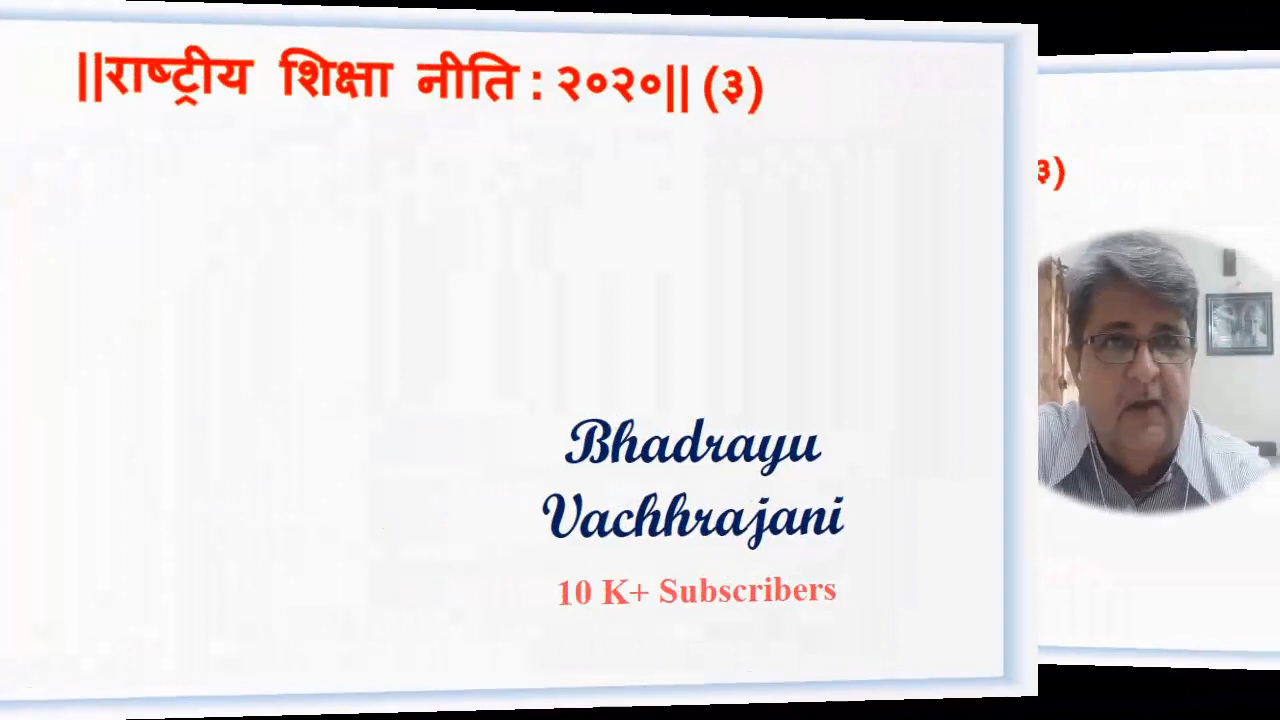 ||राष्ट्रीय शिक्षा नीति : २०२०|| (३)
३)
Bhadrayu
Vachhrajani
10 K+ Subscribers